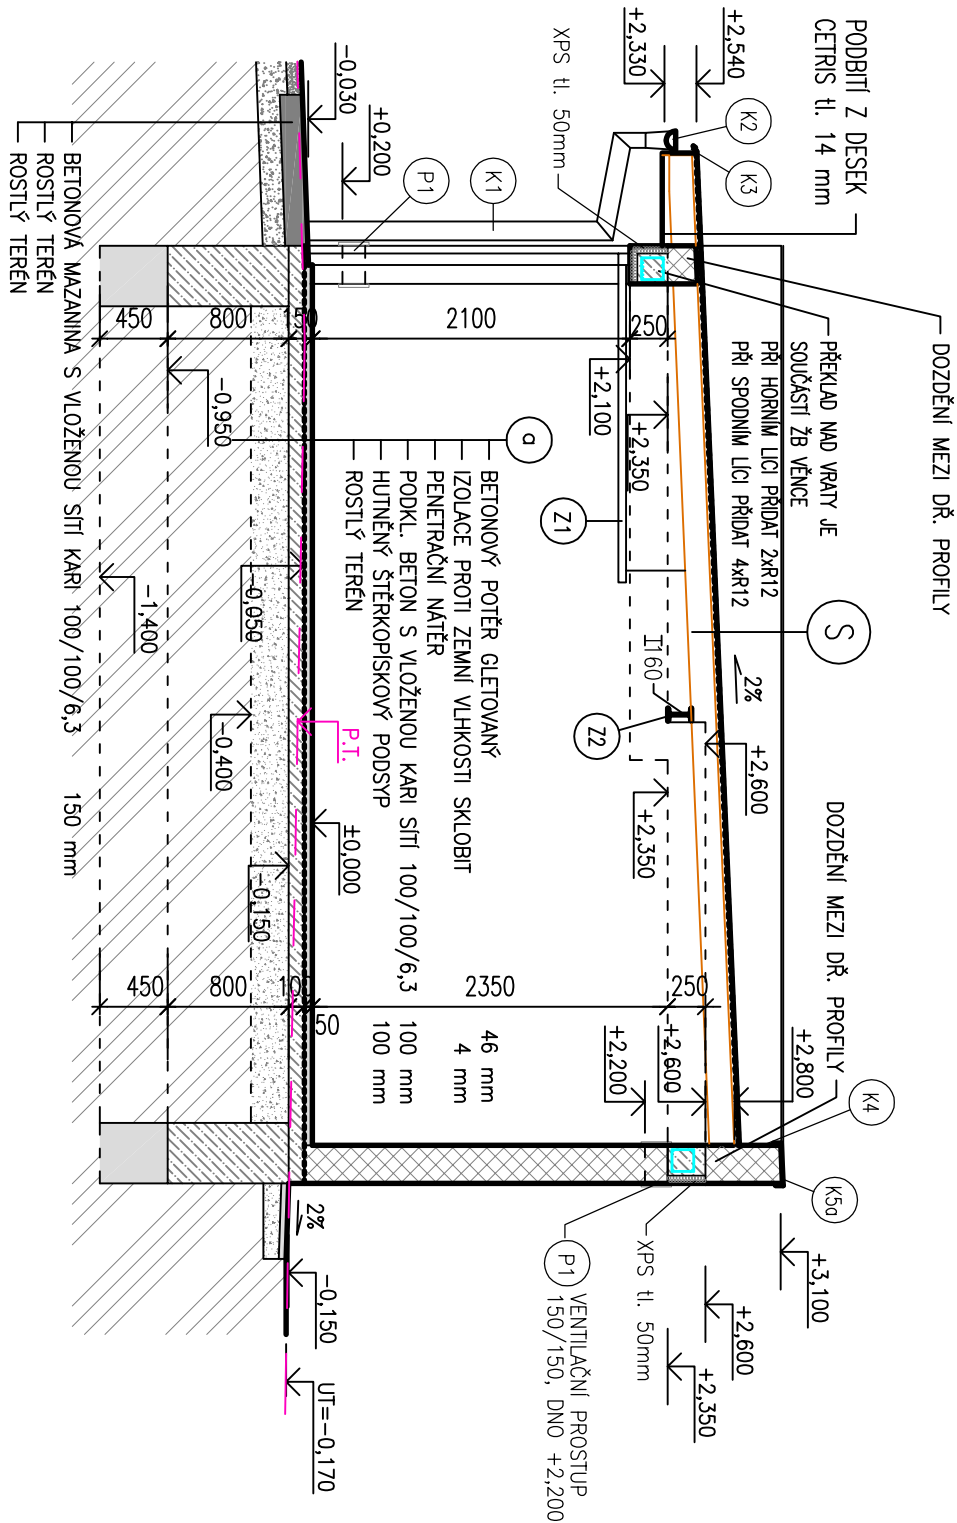 DOZDĚNÍ MEZI DŘ. PROFILY
PODBITÍ Z DESEK
CETRIS tl. 14 mm
PŘEKLAD NAD VRATY JE
SOUČÁSTÍ ŽB VĚNCE
PŘI HORNÍM LICI PŘIDAT 2xR12
PŘI SPODNÍM LÍCI PŘIDAT 4xR12
DOZDĚNÍ MEZI DŘ. PROFILY
+2,540
+2,330
XPS tl. 50mm
K2
K3
K1
P1
+0,200
-0,030
S
2%
+2,600
+2,800
K4
K5a
+3,100
+2,600
+2,350
XPS tl. 50mm
P1
VENTILAČNÍ PROSTUP
150/150, DNO +2,200
I160
Z2
Z1
+2,350
+2,100
+2,350
+2,600
+2,200
250
2100
150
800
450
250
2350
100
50
800
450
a
BETONOVÝ POTĚR GLETOVANÝ 46 mm
IZOLACE PROTI ZEMNÍ VLHKOSTI SKLOBIT 4 mm
PENETRAČNÍ NÁTĚR
PODKL. BETON S VLOŽENOU KARI SÍTÍ 100/100/6,3 100 mm
HUTNĚNÝ ŠTĚRKOPÍSKOVÝ PODSYP 100 mm
ROSTLÝ TERÉN
P.T.
±0,000
-0,950
-0,050
-0,400
-0,150
-1,400
2%
-0,150
UT=-0,170
BETONOVÁ MAZANINA S VLOŽENOU SÍTÍ KARI 100/100/6,3 150 mm
ROSTLÝ TERÉN
ROSTLÝ TERÉN